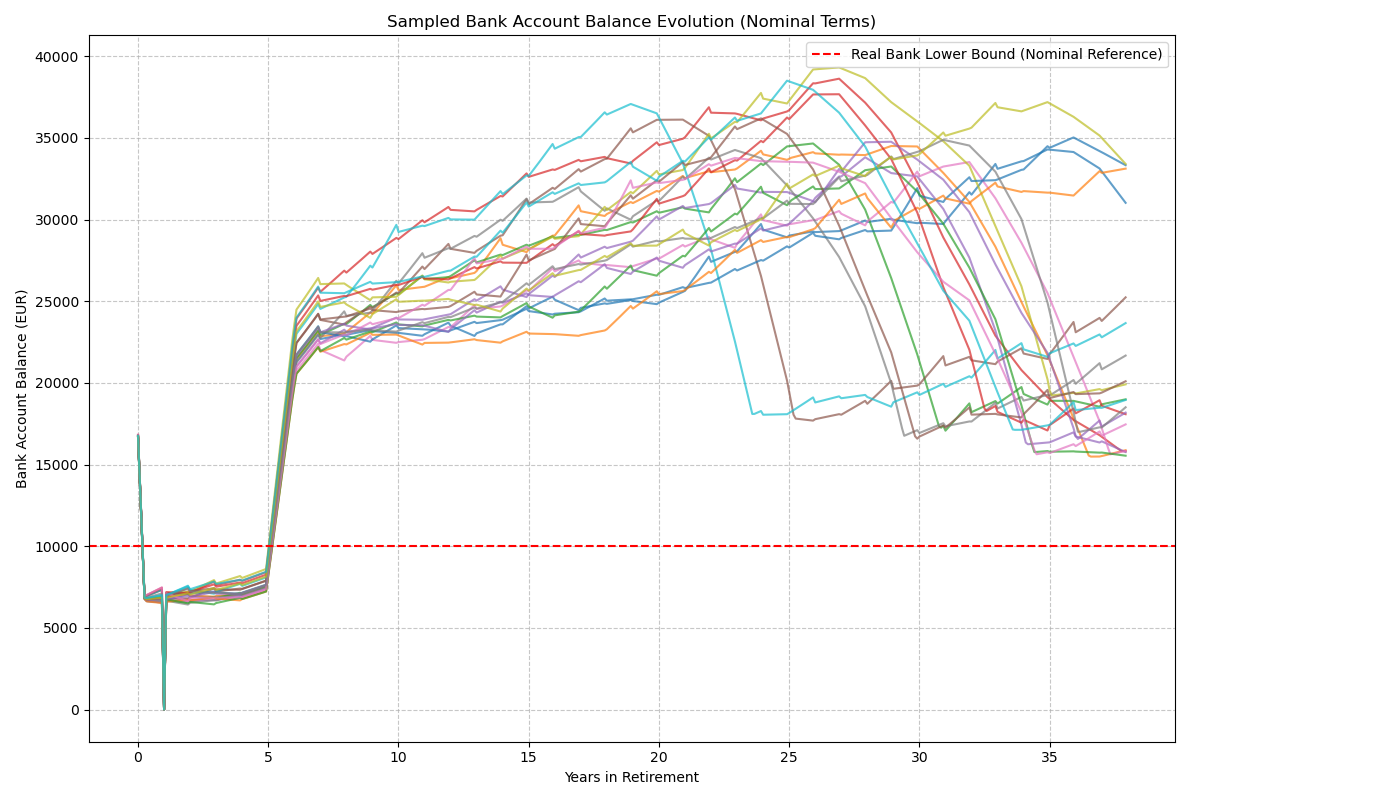 Sampled Bank Account Balance Evolution (Nominal Terms)
Real Bank Lower Bound (Nominal Reference)
Bank Account Balance (EUR)
40000
35000
30000
25000
20000
15000
10000
5000
0
0 5 10 15 20 25 30 35
Years in Retirement